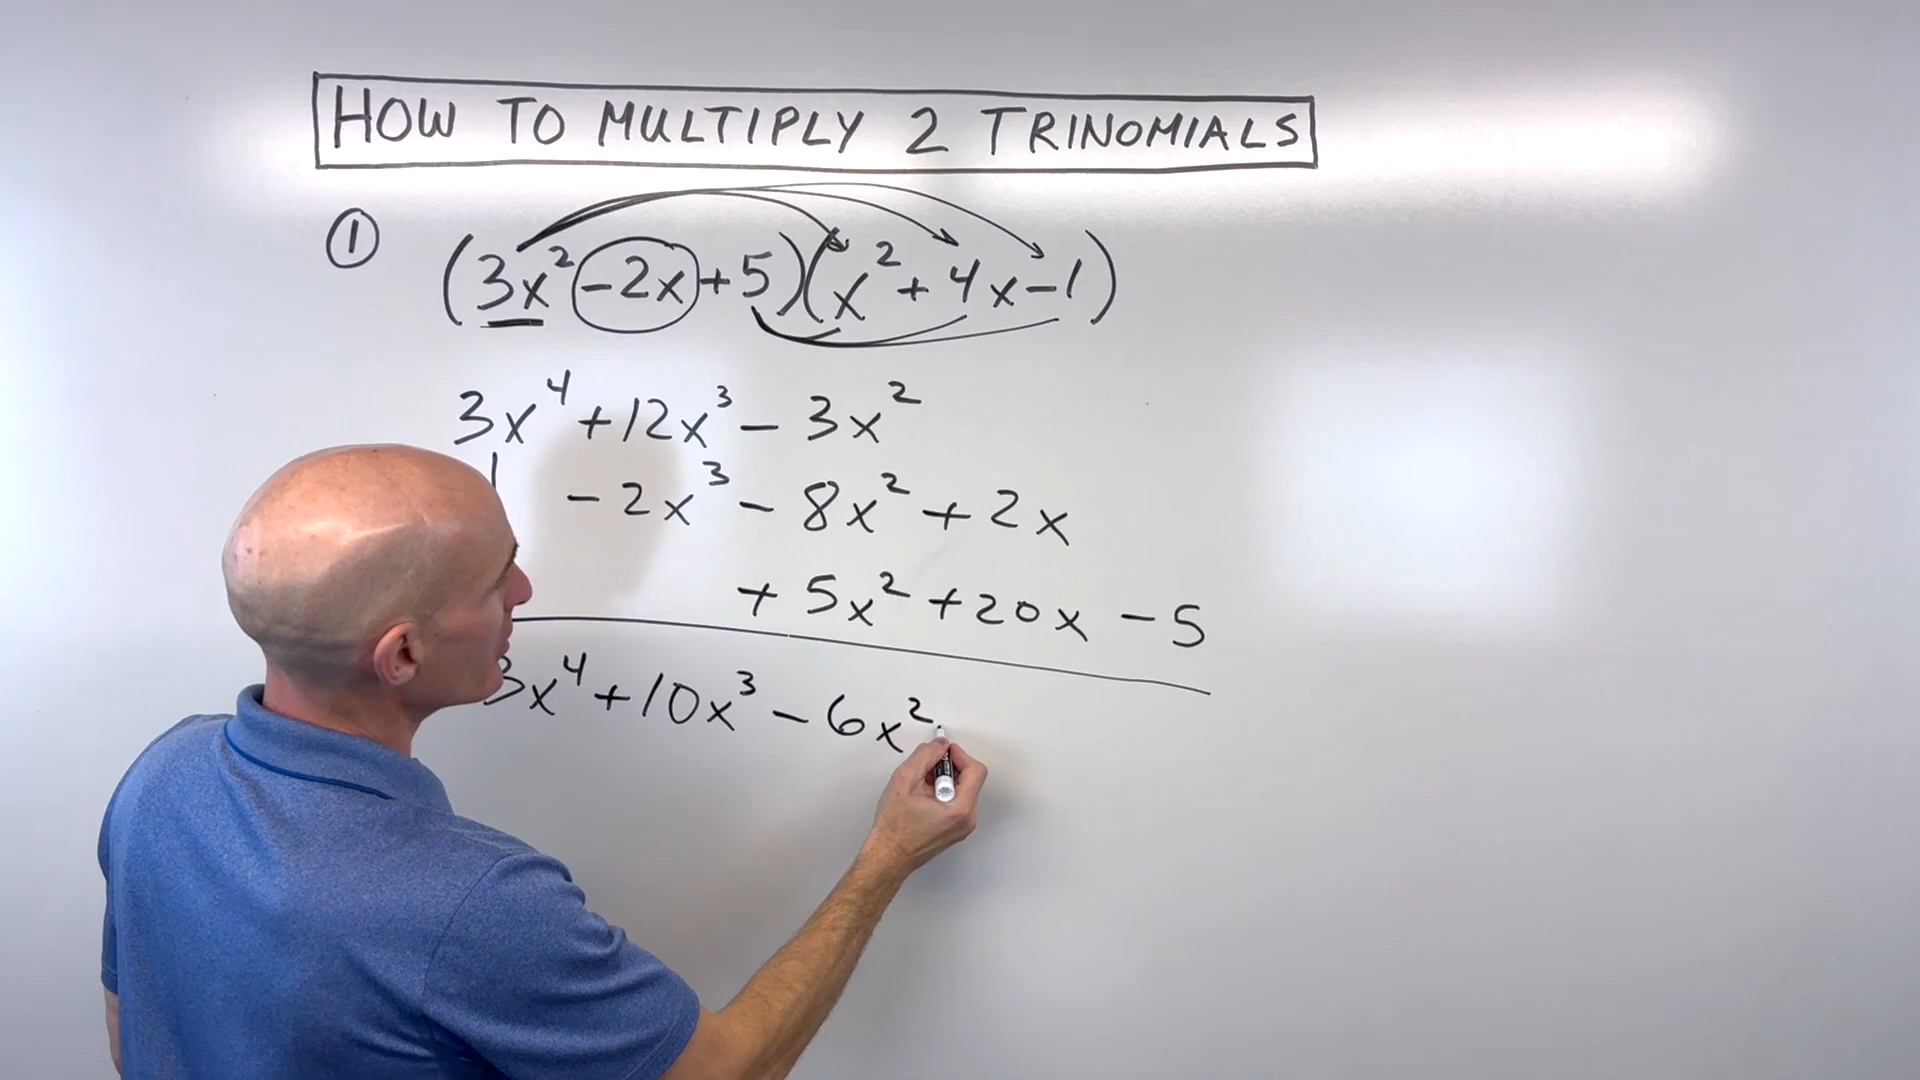 HOW TO MULTIPLY 2 TRINOMIALS
① (3x² -2x +5)(x² + 4x -1)
3x⁴ +12x³ - 3x²
- 2x³ - 8x² + 2x
+ 5x² +20x - 5
3x⁴ +10x³ - 6x²